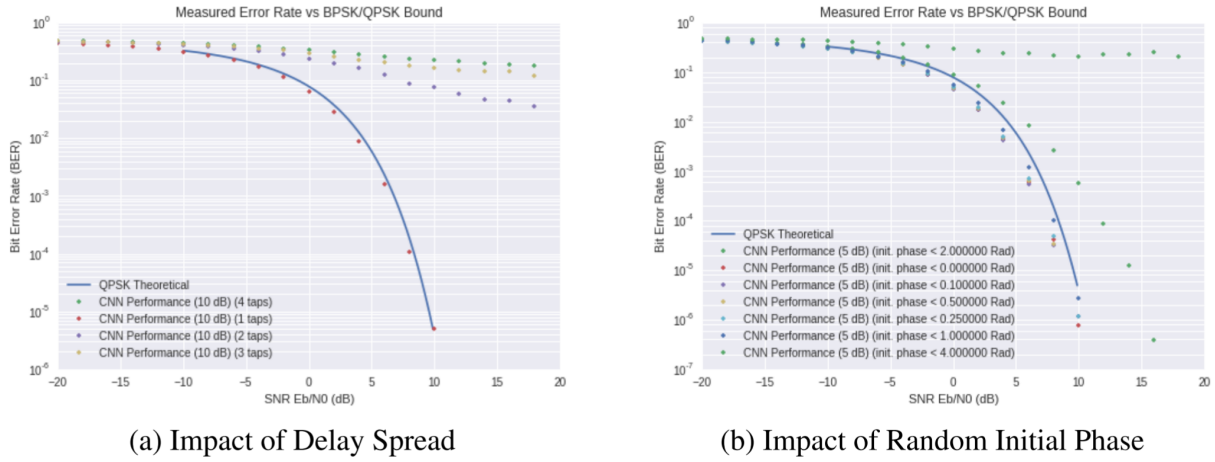 Measured Error Rate vs BPSK/QPSK Bound
10^0
10^-1
10^-2
10^-3
10^-4
10^-5
10^-6
Bit Error Rate (BER)
QPSK Theoretical
CNN Performance (10 dB) (4 taps)
CNN Performance (10 dB) (1 taps)
CNN Performance (10 dB) (2 taps)
CNN Performance (10 dB) (3 taps)
−20 −15 −10 −5 0 5 10 15 20
SNR Eb/N0 (dB)
(a) Impact of Delay Spread
Measured Error Rate vs BPSK/QPSK Bound
10^0
10^-1
10^-2
10^-3
10^-4
10^-5
10^-6
10^-7
Bit Error Rate (BER)
QPSK Theoretical
CNN Performance (5 dB) (init. phase < 2.000000 Rad)
CNN Performance (5 dB) (init. phase < 0.000000 Rad)
CNN Performance (5 dB) (init. phase < 0.100000 Rad)
CNN Performance (5 dB) (init. phase < 0.500000 Rad)
CNN Performance (5 dB) (init. phase < 0.250000 Rad)
CNN Performance (5 dB) (init. phase < 1.000000 Rad)
CNN Performance (5 dB) (init. phase < 4.000000 Rad)
−20 −15 −10 −5 0 5 10 15 20
SNR Eb/N0 (dB)
(b) Impact of Random Initial Phase